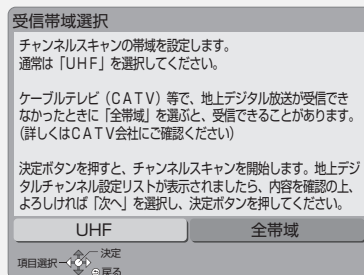 受信帯域選択
チャンネルスキャンの帯域を設定します。
通常は「UHF」を選択してください。
ケーブルテレビ（CATV）等で、地上デジタル放送が受信でき
なかったときに「全帯域」を選ぶと、受信できることがあります。
(詳しくはCATV会社にご確認ください)
決定ボタンを押すと、チャンネルスキャンを開始します。地上デジ
タルチャンネル設定リストが表示されましたら、内容を確認の上、
よろしければ「次へ」を選択し、決定ボタンを押してください。
UHF 全帯域
決定
項目選択
戻る